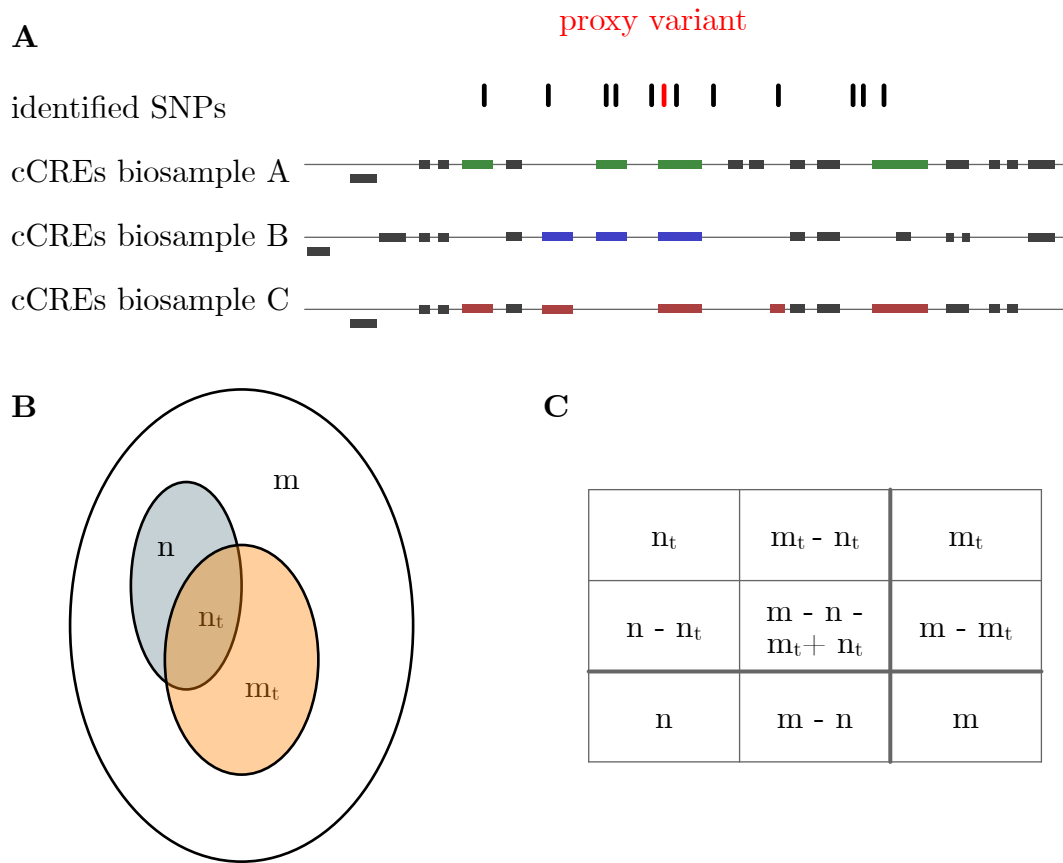 proxy variant
A
identified SNPs
cCREs biosample A
cCREs biosample B
cCREs biosample C
B
C
m
n
nₜ
mₜ
nₜ
mₜ - nₜ
mₜ
n - nₜ
m - n -
mₜ+ nₜ
m - mₜ
n
m - n
m